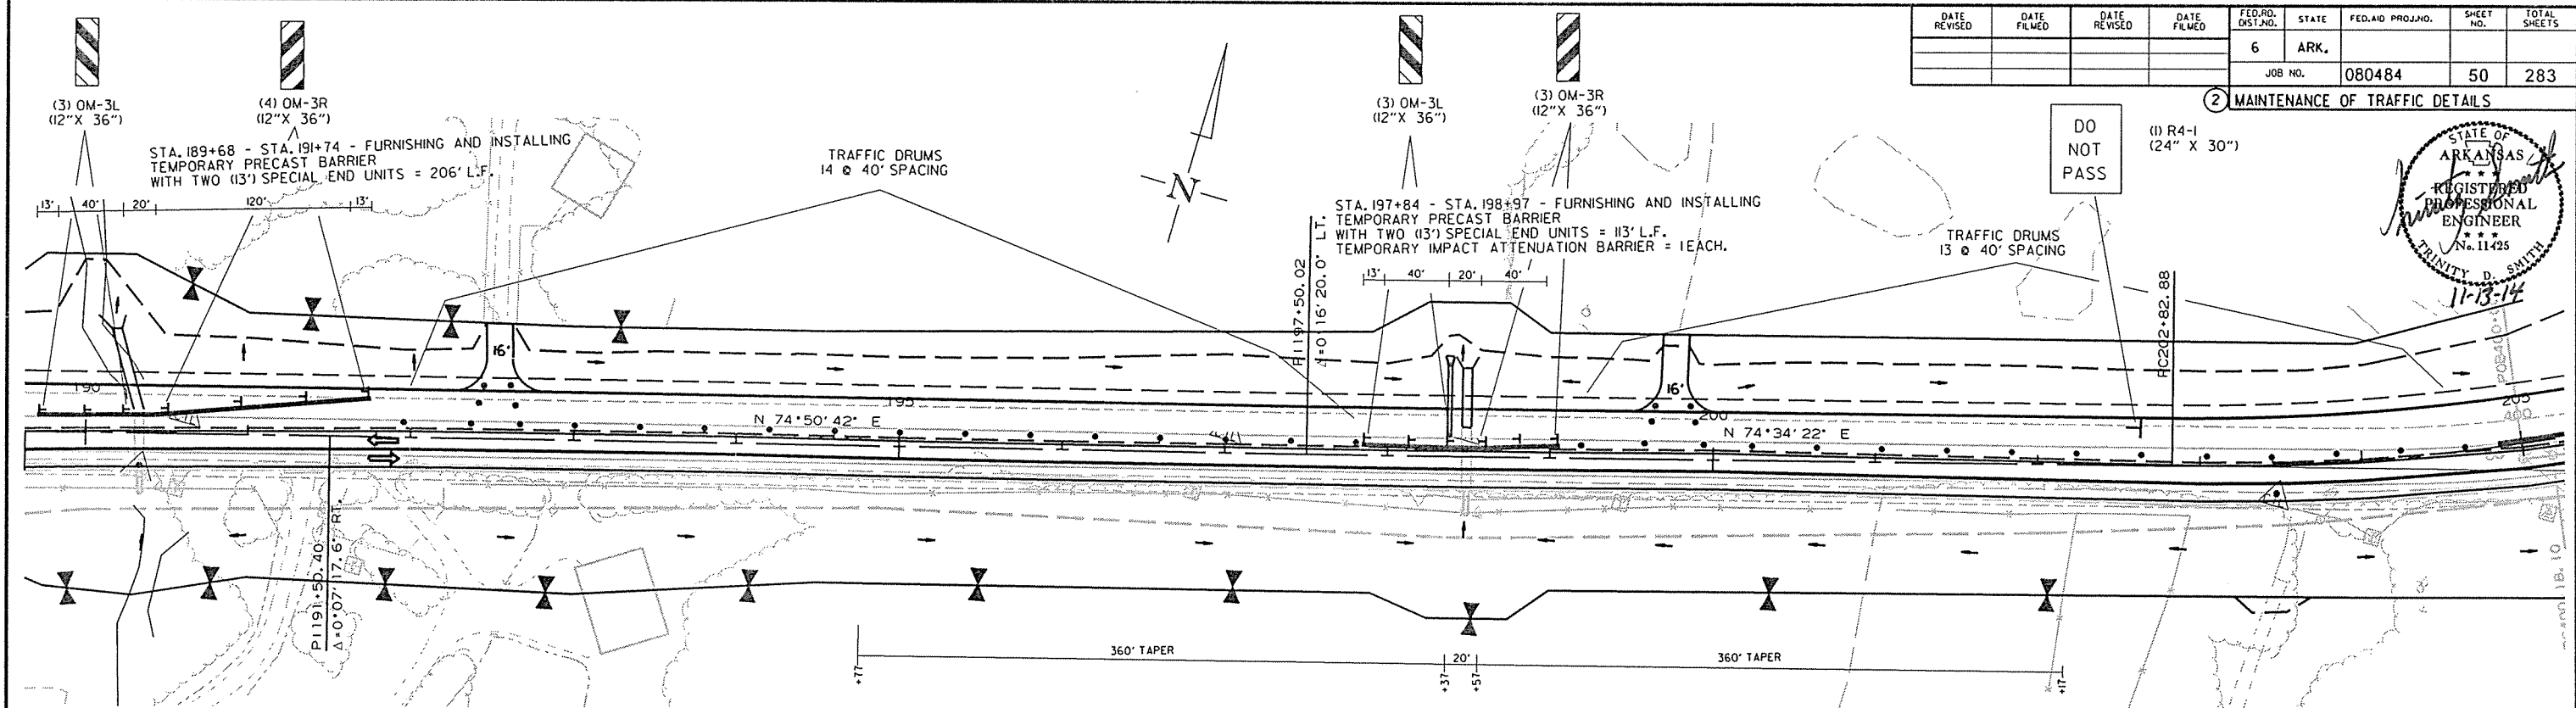 DATE REVISED
DATE FILMED
DATE REVISED
DATE FILMED
FED.RD. DIST.NO.
STATE
FED.AID PROJ.NO.
SHEET NO.
TOTAL SHEETS
6
ARK.
JOB NO.
080484
50
283
2 MAINTENANCE OF TRAFFIC DETAILS
(3) OM-3L
(12"X 36")
(4) OM-3R
(12"X 36")
STA. 189+68 - STA. 191+74 - FURNISHING AND INSTALLING
TEMPORARY PRECAST BARRIER
WITH TWO (13') SPECIAL END UNITS = 206' L.F.
13' 40' 20' 120' 13'
TRAFFIC DRUMS
14 @ 40' SPACING
N
(3) OM-3L
(12"X 36")
(3) OM-3R
(12"X 36")
STA. 197+84 - STA. 198+97 - FURNISHING AND INSTALLING
TEMPORARY PRECAST BARRIER
WITH TWO (13') SPECIAL END UNITS = 113' L.F.
TEMPORARY IMPACT ATTENUATION BARRIER = 1 EACH.
13' 40' 20' 40'
DO
NOT
PASS
(1) R4-1
(24" X 30")
TRAFFIC DRUMS
13 @ 40' SPACING
STATE OF
ARKANSAS
REGISTERED
PROFESSIONAL
ENGINEER
No. 11425
TRINITY D. SMITH
11-13-14
PI 197+50.02
Δ=0°16'20.0" LT.
PC 202+82.88
190
16'
195
N 74°50'42" E
16'
200
N 74°34'22" E
205
400
PI 191+50.40
Δ=0°07'17.6" RT.
360' TAPER
20'
360' TAPER
+77
+37
+57
+17